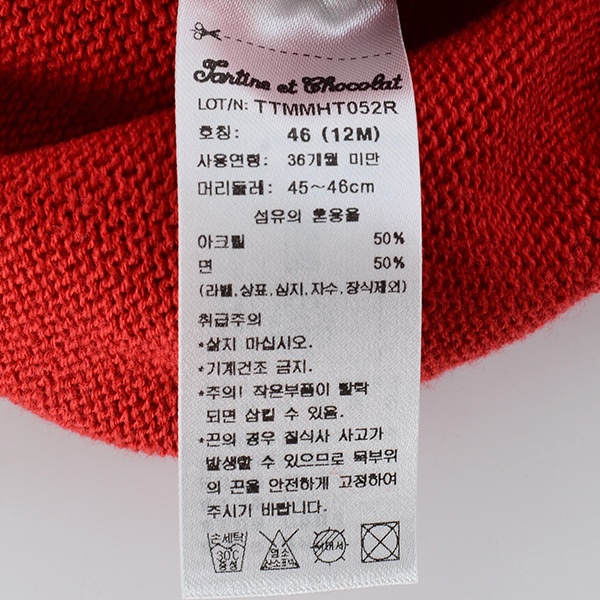 Tartine et Chocolat
LOT/N: TTMMHT052R
호칭: 46 (12M)
사용연령: 36개월 미만
머리둘레: 45~46cm
섬유의 혼용율
아크릴 50%
면 50%
(라벨,상표,심지,자수,장식제외)
취급주의
*삶지 마십시오.
*기계건조 금지.
*주의! 작은부품이 탈락
되면 삼킬 수 있음.
*끈의 경우 질식사 사고가
발생할 수 있으므로 목부위
의 끈을 안전하게 고정하여
주시기 바랍니다.
손세탁
30℃
중성
염소
산소표백
드라이